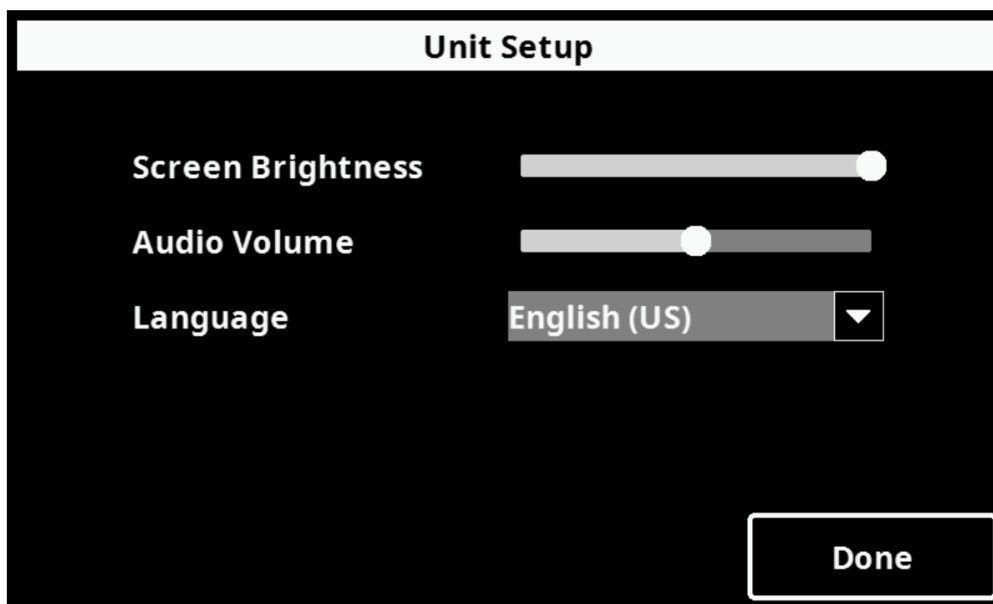 Unit Setup
Screen Brightness
Audio Volume
Language
English (US)
Done